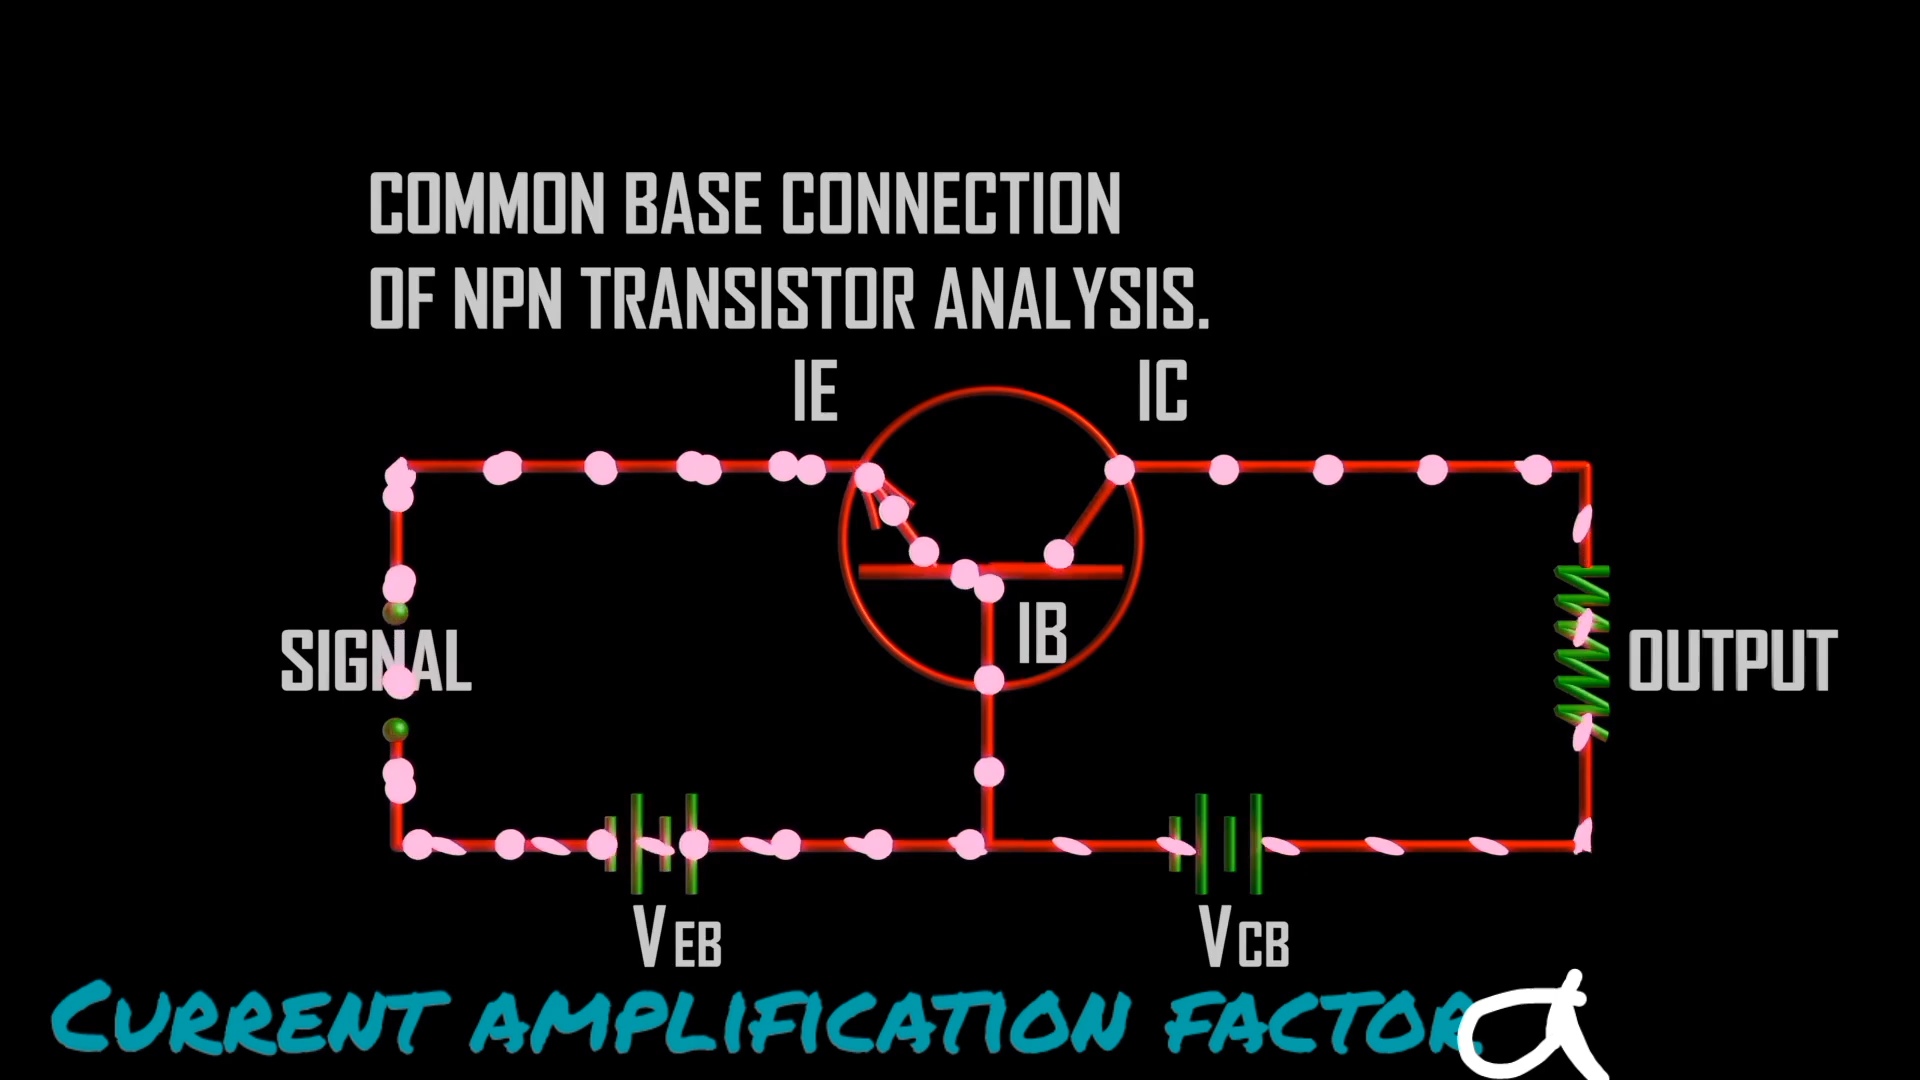 COMMON BASE CONNECTION
OF NPN TRANSISTOR ANALYSIS.
IE
IC
IB
SIGNAL
OUTPUT
VEB
VCB
CURRENT AMPLIFICATION FACTOR. α